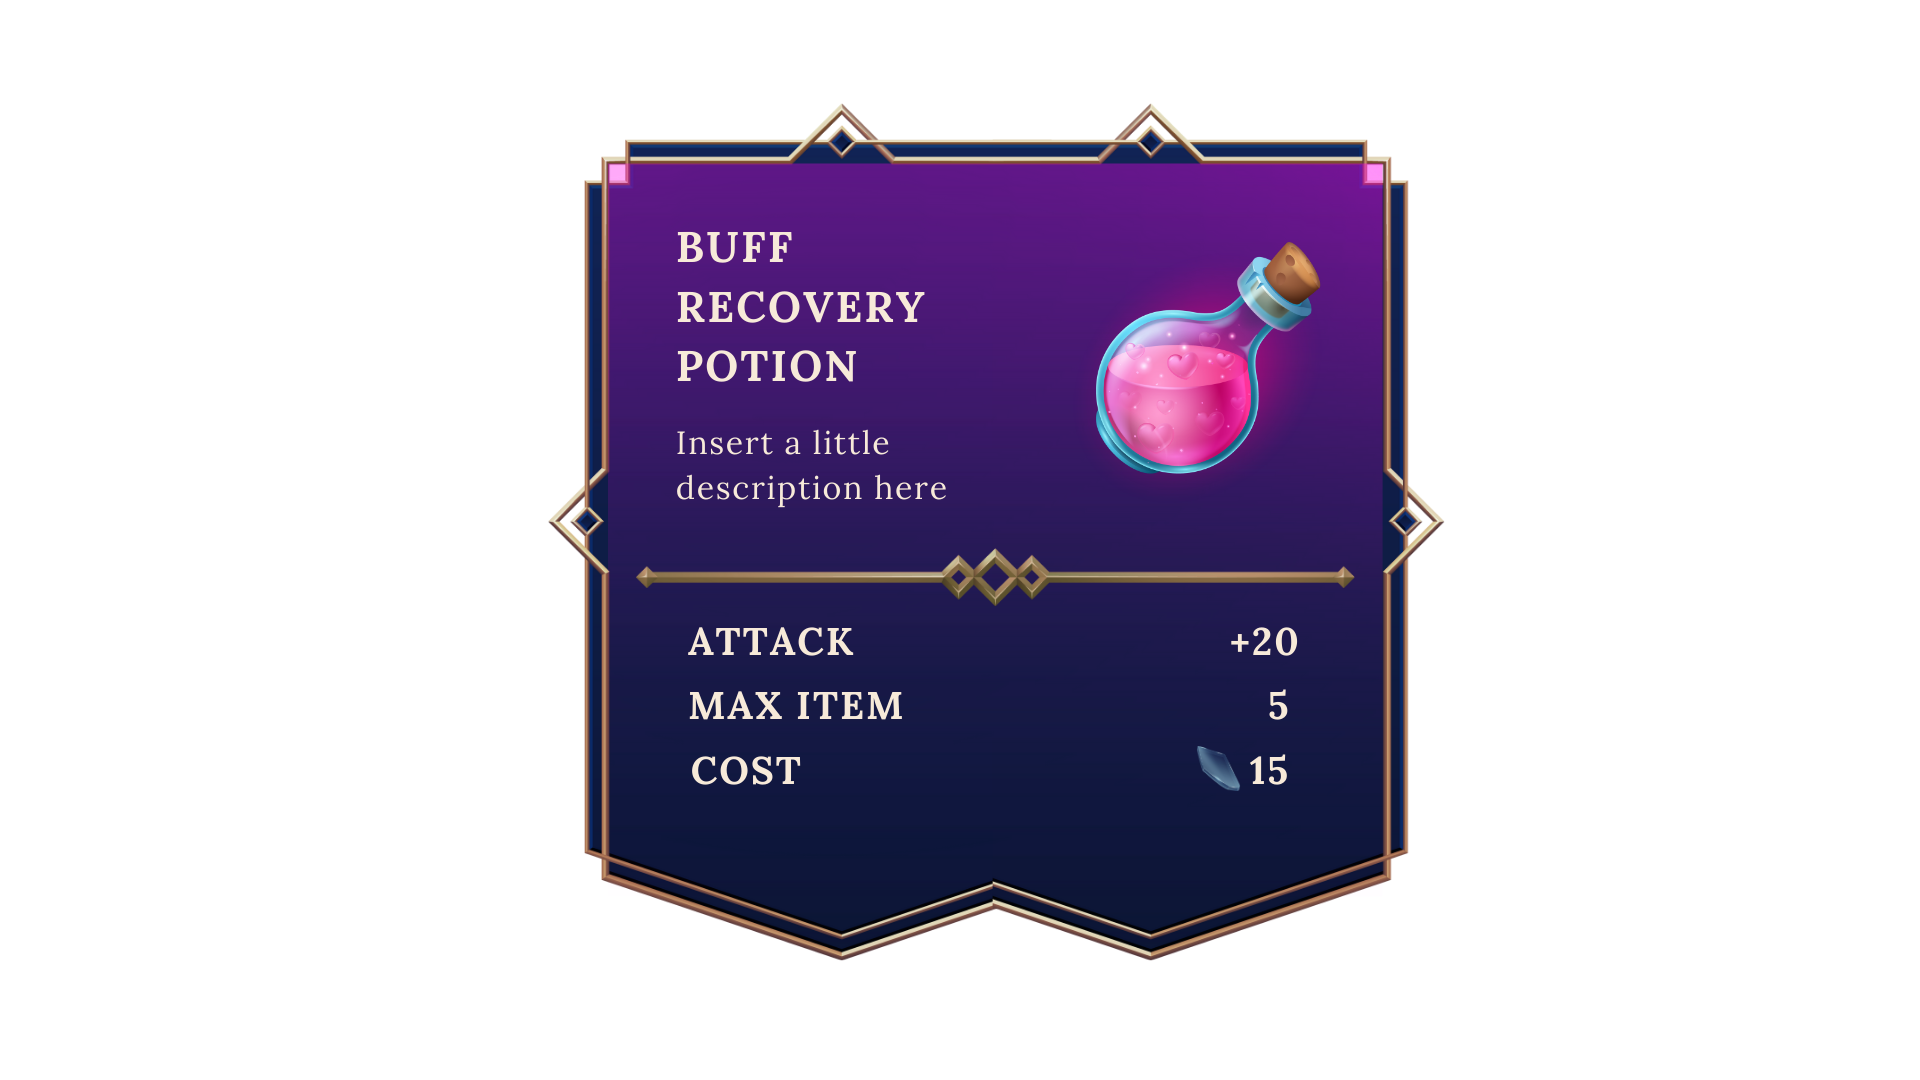 BUFF
RECOVERY
POTION
Insert a little
description here
ATTACK +20
MAX ITEM 5
COST 15